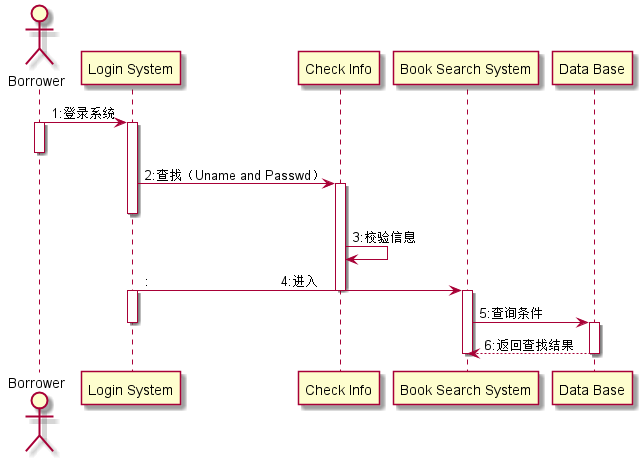 Borrower
Login System
Check Info
Book Search System
Data Base
1:登录系统
2:查找（Uname and Passwd）
3:校验信息
: 4:进入
5:查询条件
6:返回查找结果
Borrower
Login System
Check Info
Book Search System
Data Base